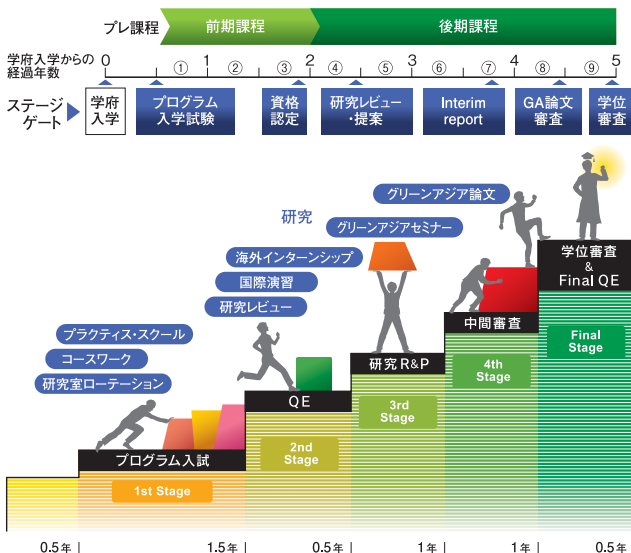 プレ課程
前期課程
後期課程
学府入学からの
経過年数
0 1 2 3 4 5
① ② ③ ④ ⑤ ⑥ ⑦ ⑧ ⑨
ステージ
ゲート
学府
入学
プログラム
入学試験
資格
認定
研究レビュー
・提案
Interim
report
GA論文
審査
学位
審査
グリーンアジア論文
研究
グリーンアジアセミナー
海外インターンシップ
国際演習
研究レビュー
プラクティス・スクール
コースワーク
研究室ローテーション
学位審査
&
Final QE
中間審査
研究 R&P
QE
プログラム入試
Final
Stage
4th
Stage
3rd
Stage
2nd
Stage
1st Stage
0.5年 1.5年 0.5年 1年 1年 0.5年